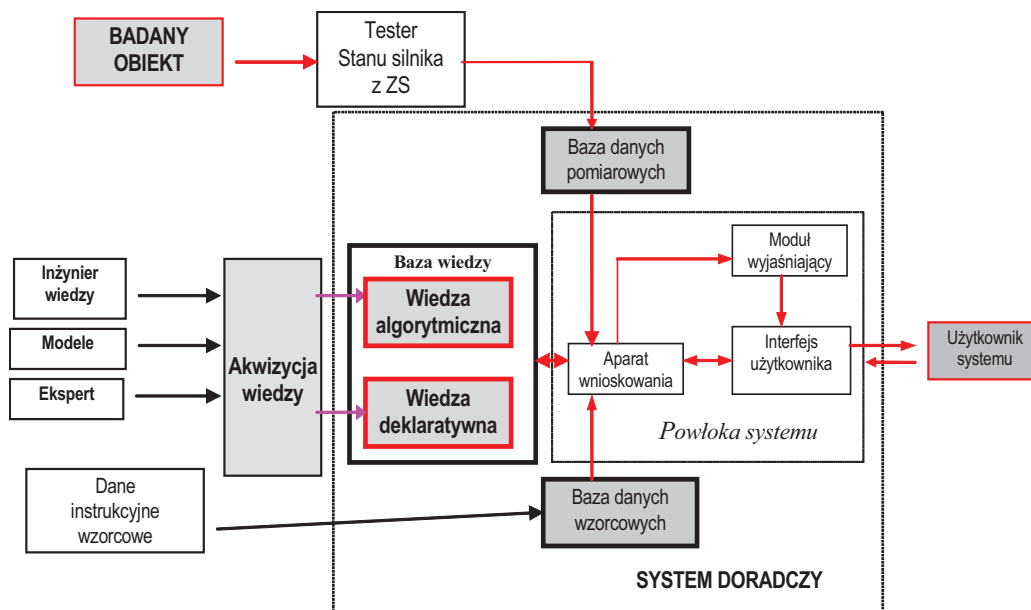 BADANY
OBIEKT
Tester
Stanu silnika
z ZS
Baza danych
pomiarowych
Moduł
wyjaśniający
Baza wiedzy
Inżynier
wiedzy
Wiedza
algorytmiczna
Modele
Akwizycja
wiedzy
Aparat
wnioskowania
Interfejs
użytkownika
Użytkownik
systemu
Ekspert
Wiedza
deklaratywna
Powłoka systemu
Dane
instrukcyjne
wzorcowe
Baza danych
wzorcowych
SYSTEM DORADCZY